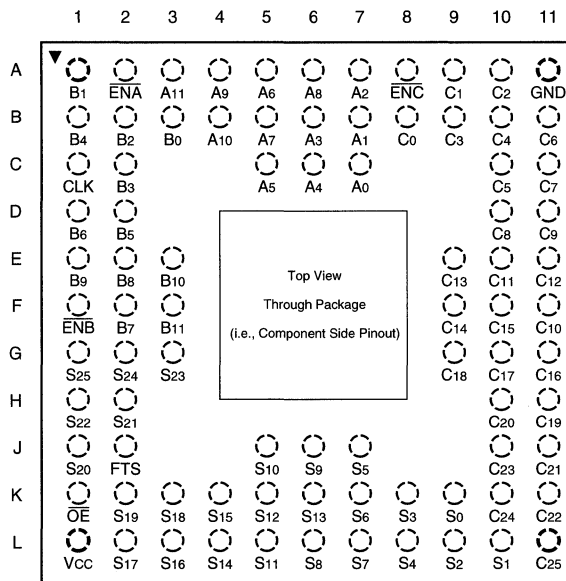 1 2 3 4 5 6 7 8 9 10 11
A
B1 ENA A11 A9 A6 A8 A2 ENC C1 C2 GND
B
B4 B2 B0 A10 A7 A3 A1 C0 C3 C4 C6
C
CLK B3 A5 A4 A0 C5 C7
D
B6 B5 C8 C9
E
B9 B8 B10 C13 C11 C12
F
ENB B7 B11 C14 C15 C10
G
S25 S24 S23 C18 C17 C16
H
S22 S21 C20 C19
J
S20 FTS S10 S9 S5 C23 C21
K
OE S19 S18 S15 S12 S13 S6 S3 S0 C24 C22
L
VCC S17 S16 S14 S11 S8 S7 S4 S2 S1 C25
Top View
Through Package
(i.e., Component Side Pinout)